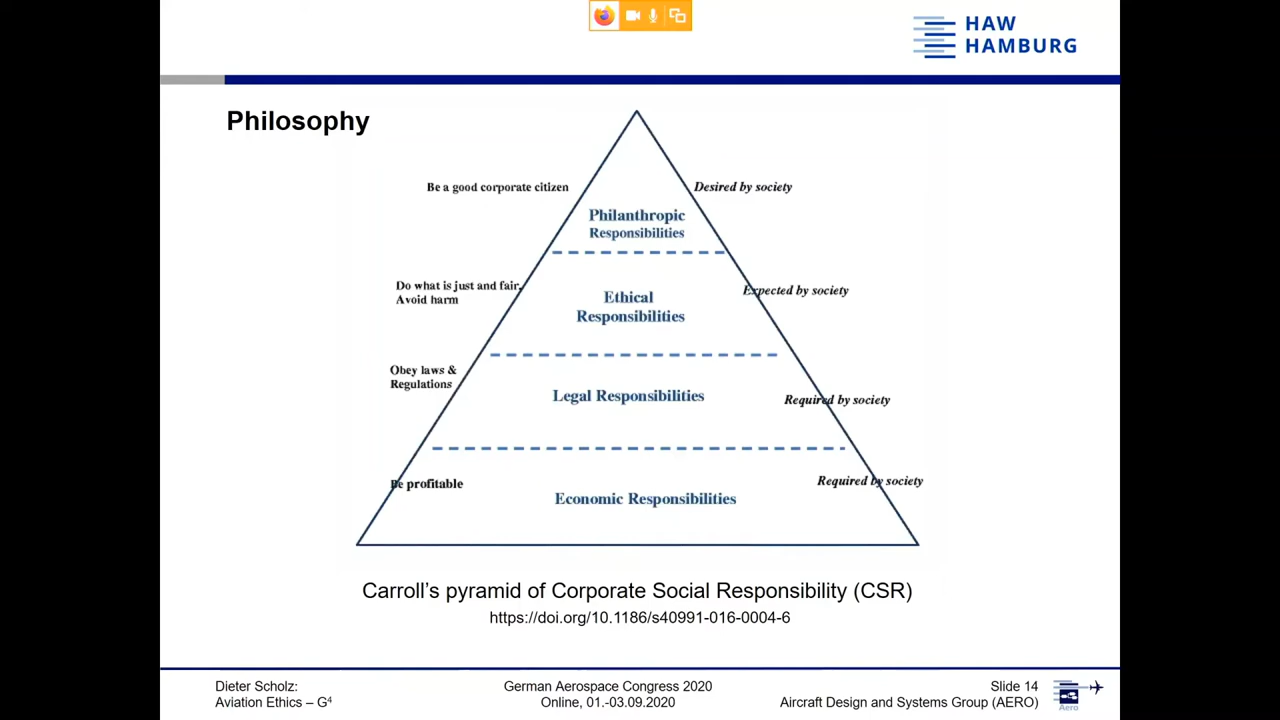 HAW
HAMBURG
Philosophy
Be a good corporate citizen
Desired by society
Philanthropic
Responsibilities
Do what is just and fair,
Avoid harm
Expected by society
Ethical
Responsibilities
Obey laws &
Regulations
Legal Responsibilities
Required by society
Be profitable
Required by society
Economic Responsibilities
Carroll’s pyramid of Corporate Social Responsibility (CSR)
https://doi.org/10.1186/s40991-016-0004-6
Dieter Scholz:
Aviation Ethics – G⁴
German Aerospace Congress 2020
Online, 01.-03.09.2020
Slide 14
Aircraft Design and Systems Group (AERO)
Aero